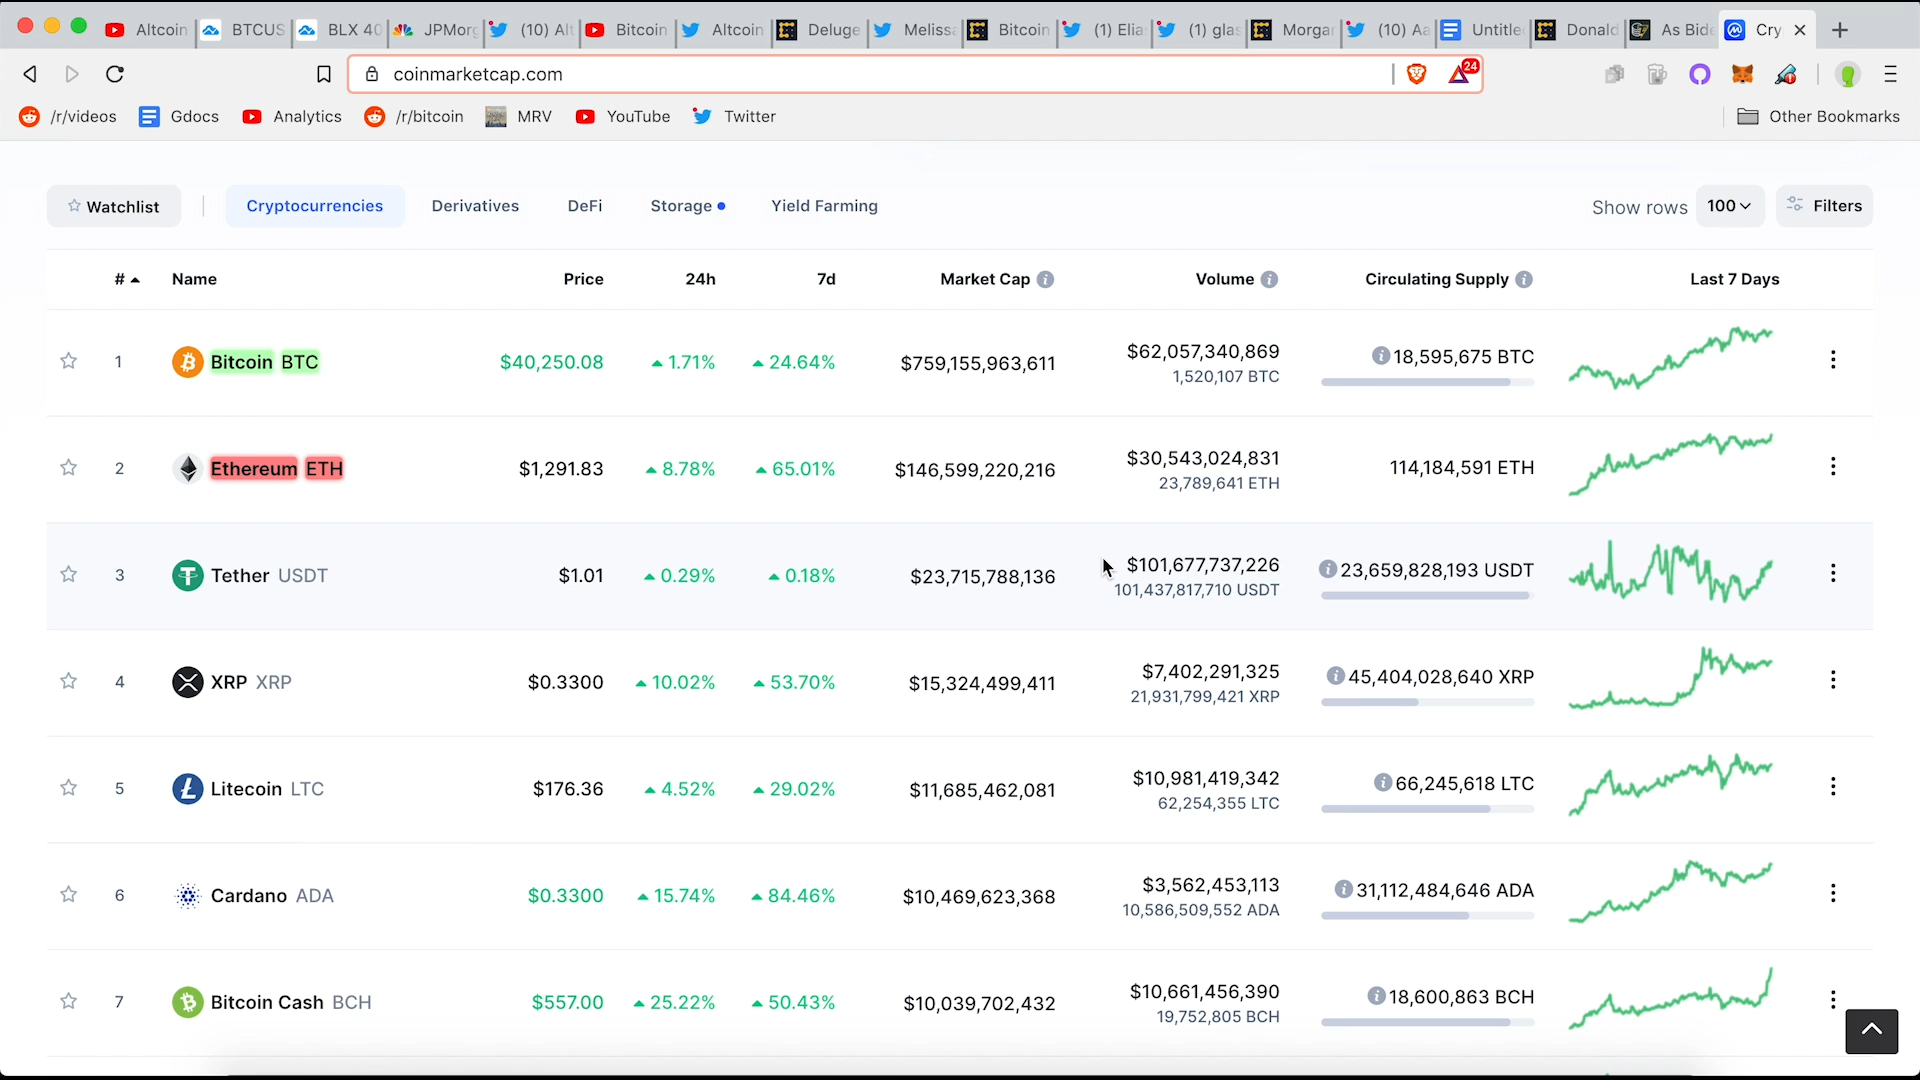 Altcoin BTCUS BLX 40 JPMorg (10) Alt Bitcoin Altcoin Deluge Melissa Bitcoin (1) Elia (1) glas Morgan (10) Aa Untitle Donald As Bide Cry
coinmarketcap.com 24
/r/videos Gdocs Analytics /r/bitcoin MRV YouTube Twitter Other Bookmarks
Watchlist Cryptocurrencies Derivatives DeFi Storage Yield Farming Show rows 100 Filters
# Name Price 24h 7d Market Cap Volume Circulating Supply Last 7 Days
1 Bitcoin BTC $40,250.08 1.71% 24.64% $759,155,963,611 $62,057,340,869 18,595,675 BTC
1,520,107 BTC
2 Ethereum ETH $1,291.83 8.78% 65.01% $146,599,220,216 $30,543,024,831 114,184,591 ETH
23,789,641 ETH
3 Tether USDT $1.01 0.29% 0.18% $23,715,788,136 $101,677,737,226 23,659,828,193 USDT
101,437,817,710 USDT
4 XRP XRP $0.3300 10.02% 53.70% $15,324,499,411 $7,402,291,325 45,404,028,640 XRP
21,931,799,421 XRP
5 Litecoin LTC $176.36 4.52% 29.02% $11,685,462,081 $10,981,419,342 66,245,618 LTC
62,254,355 LTC
6 Cardano ADA $0.3300 15.74% 84.46% $10,469,623,368 $3,562,453,113 31,112,484,646 ADA
10,586,509,552 ADA
7 Bitcoin Cash BCH $557.00 25.22% 50.43% $10,039,702,432 $10,661,456,390 18,600,863 BCH
19,752,805 BCH